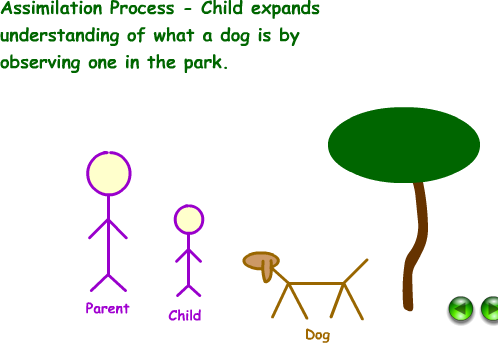 Assimilation Process - Child expands
understanding of what a dog is by
observing one in the park.
Parent
Child
Dog